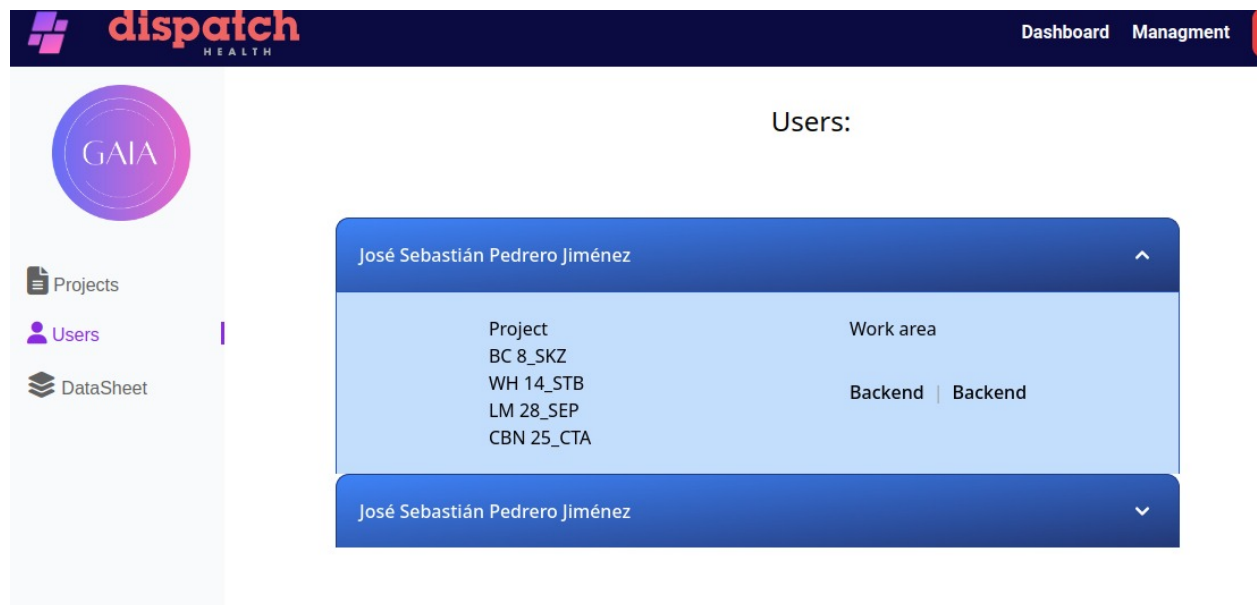 dispatch
HEALTH
Dashboard Managment
GAIA
Users:
Projects
Users
DataSheet
José Sebastián Pedrero Jiménez
Project
BC 8_SKZ
WH 14_STB
LM 28_SEP
CBN 25_CTA
Work area
Backend | Backend
José Sebastián Pedrero Jiménez